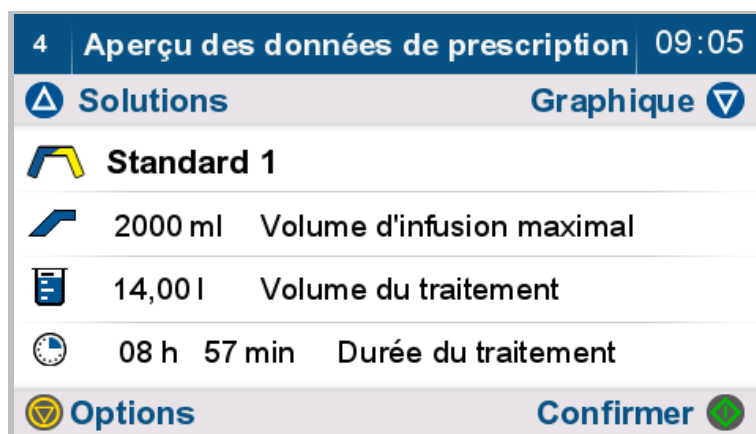 4 Aperçu des données de prescription 09:05
Solutions Graphique
Standard 1
2000 ml Volume d'infusion maximal
14,00 l Volume du traitement
08 h 57 min Durée du traitement
Options Confirmer